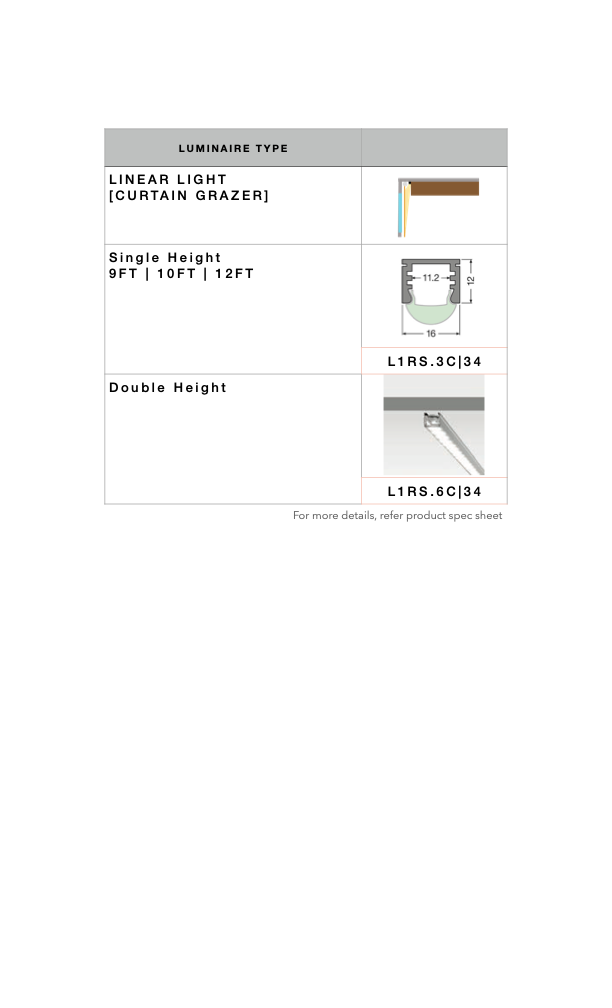 LUMINAIRE TYPE
LINEAR LIGHT
[CURTAIN GRAZER]
Single Height
9FT | 10FT | 12FT
11.2
12
16
L1RS.3C|34
Double Height
L1RS.6C|34
For more details, refer product spec sheet